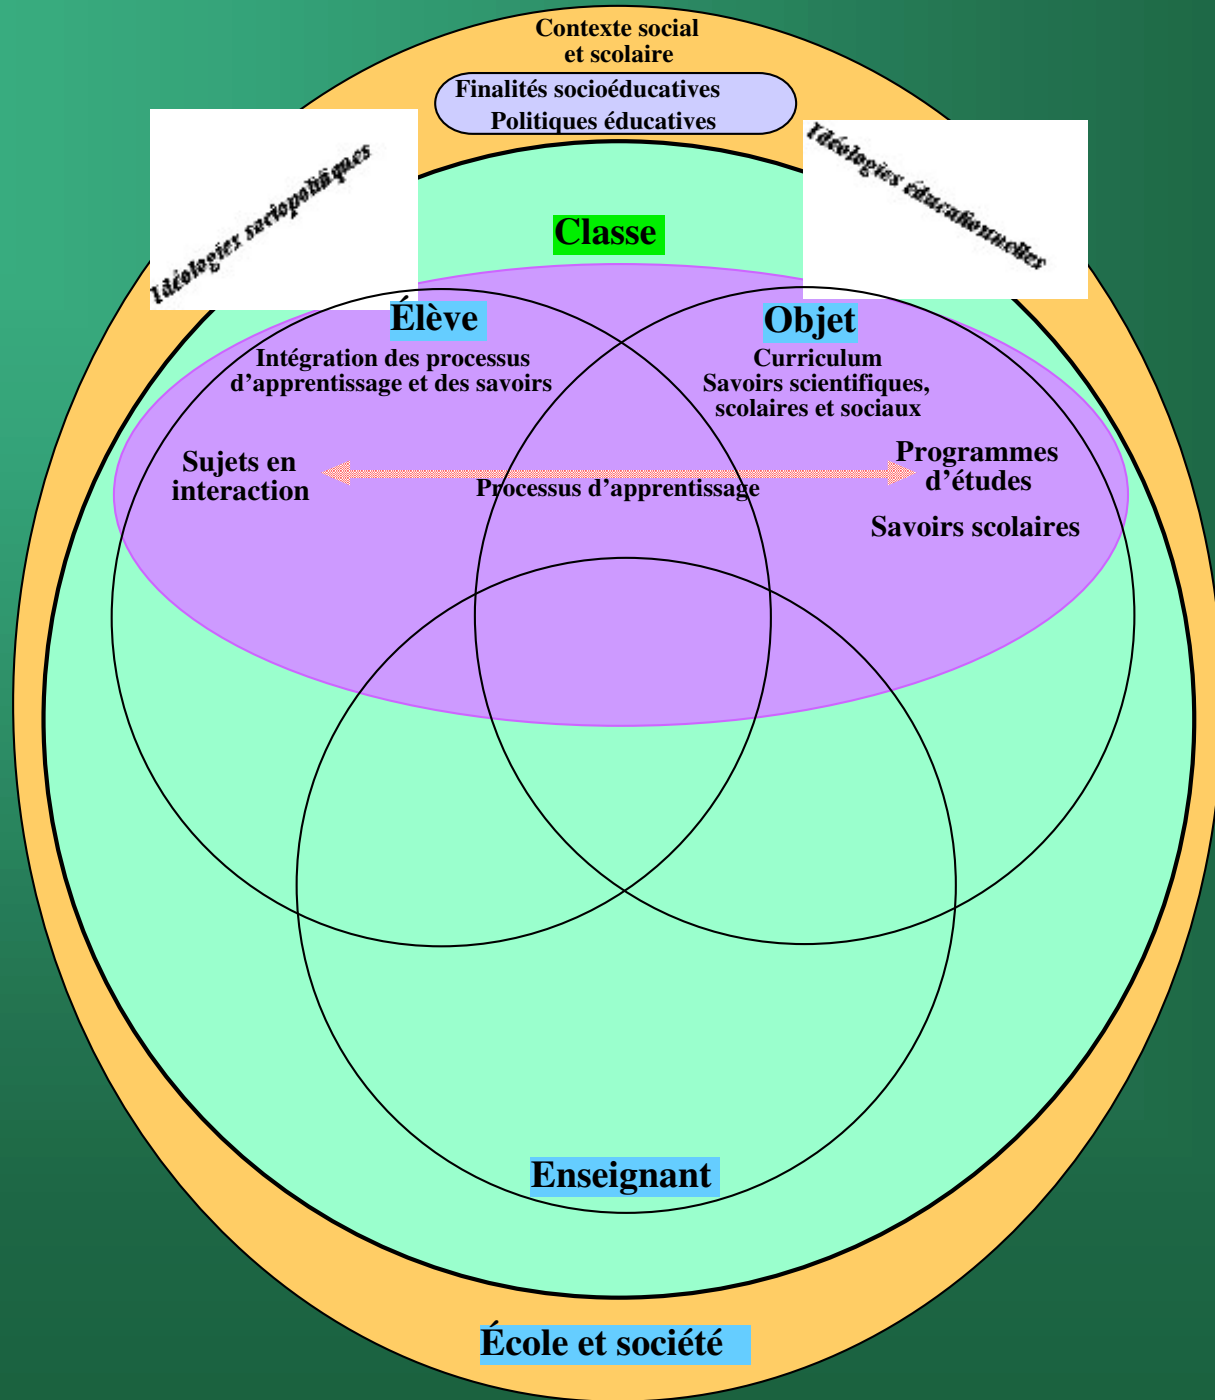 Contexte social
et scolaire
Finalités socioéducatives
Politiques éducatives
Idéologies sociopolitiques
Idéologies éducationnelles
Classe
Élève
Objet
Intégration des processus
d'apprentissage et des savoirs
Curriculum
Savoirs scientifiques,
scolaires et sociaux
Sujets en
interaction
Processus d’apprentissage
Programmes
d’études
Savoirs scolaires
Enseignant
École et société